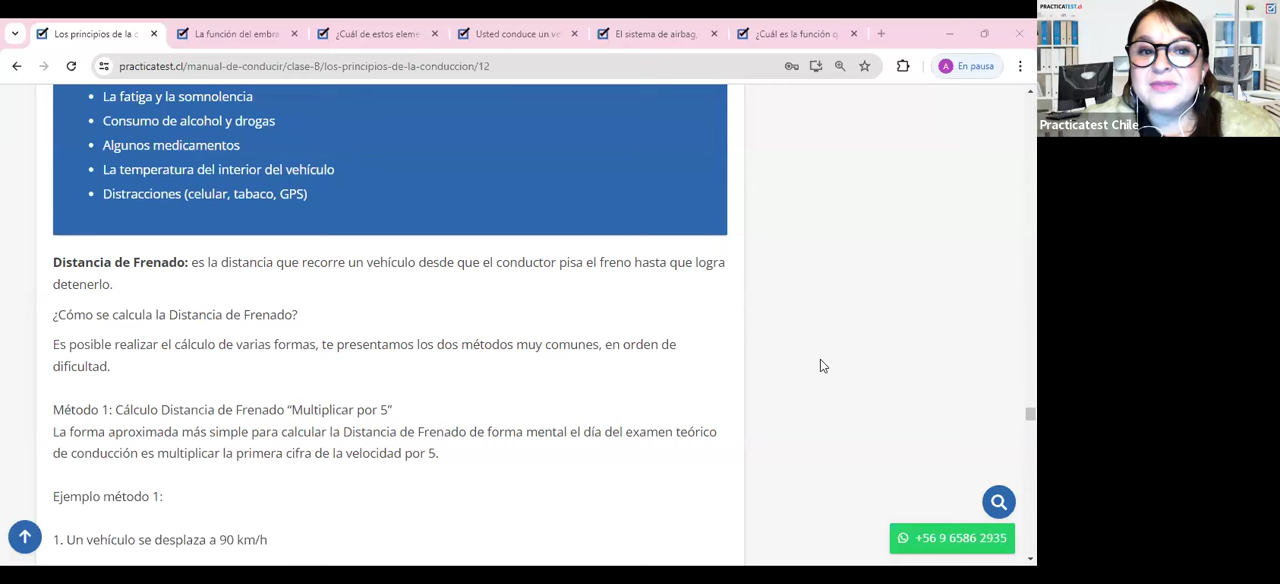 Los principios de la c
La función del embra
¿Cuál de estos eleme
Usted conduce un ve
El sistema de airbag,
¿Cuál es la función q
practicatest.cl/manual-de-conducir/clase-B/los-principios-de-la-conduccion/12
A
En pausa
PRACTICATEST.cl
Practicatest Chile
• La fatiga y la somnolencia
• Consumo de alcohol y drogas
• Algunos medicamentos
• La temperatura del interior del vehículo
• Distracciones (celular, tabaco, GPS)
Distancia de Frenado: es la distancia que recorre un vehículo desde que el conductor pisa el freno hasta que logra
detenerlo.
¿Cómo se calcula la Distancia de Frenado?
Es posible realizar el cálculo de varias formas, te presentamos los dos métodos muy comunes, en orden de
dificultad.
Método 1: Cálculo Distancia de Frenado “Multiplicar por 5”
La forma aproximada más simple para calcular la Distancia de Frenado de forma mental el día del examen teórico
de conducción es multiplicar la primera cifra de la velocidad por 5.
Ejemplo método 1:
1. Un vehículo se desplaza a 90 km/h
+56 9 6586 2935